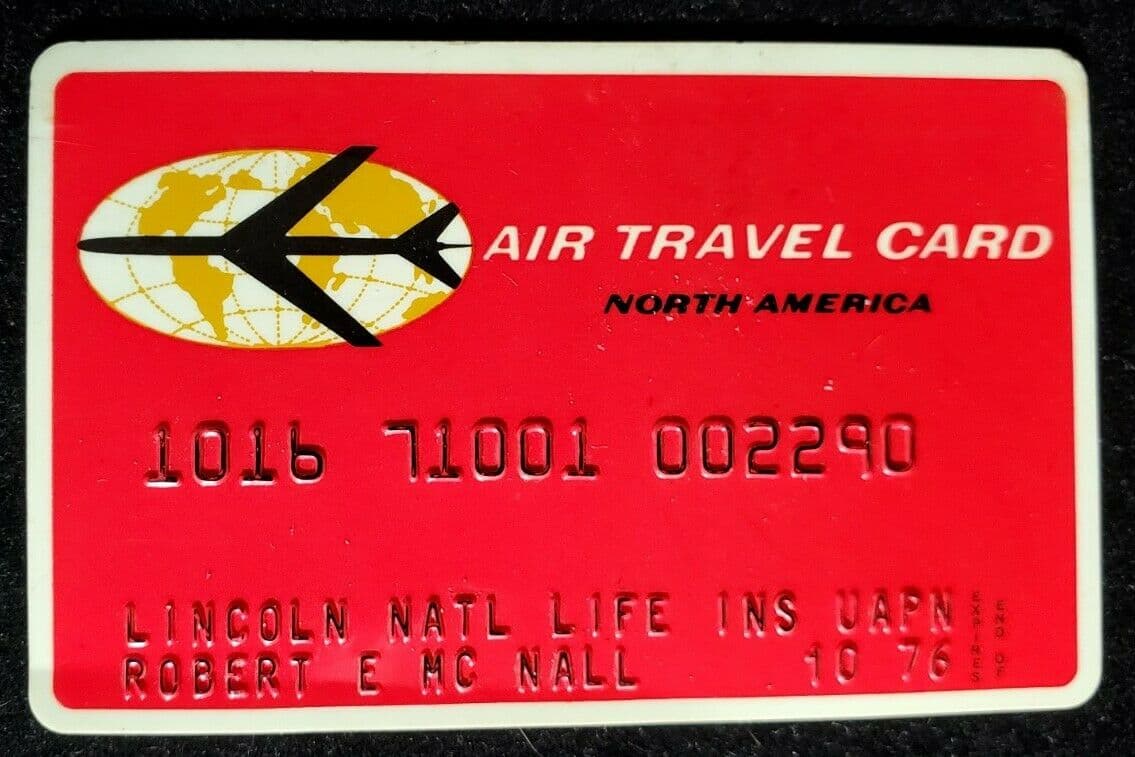 AIR TRAVEL CARD
NORTH AMERICA
1016 71001 002290
LINCOLN NATL LIFE INS UAPN
ROBERT E MC NALL 10 76
EXPIRES
END OF